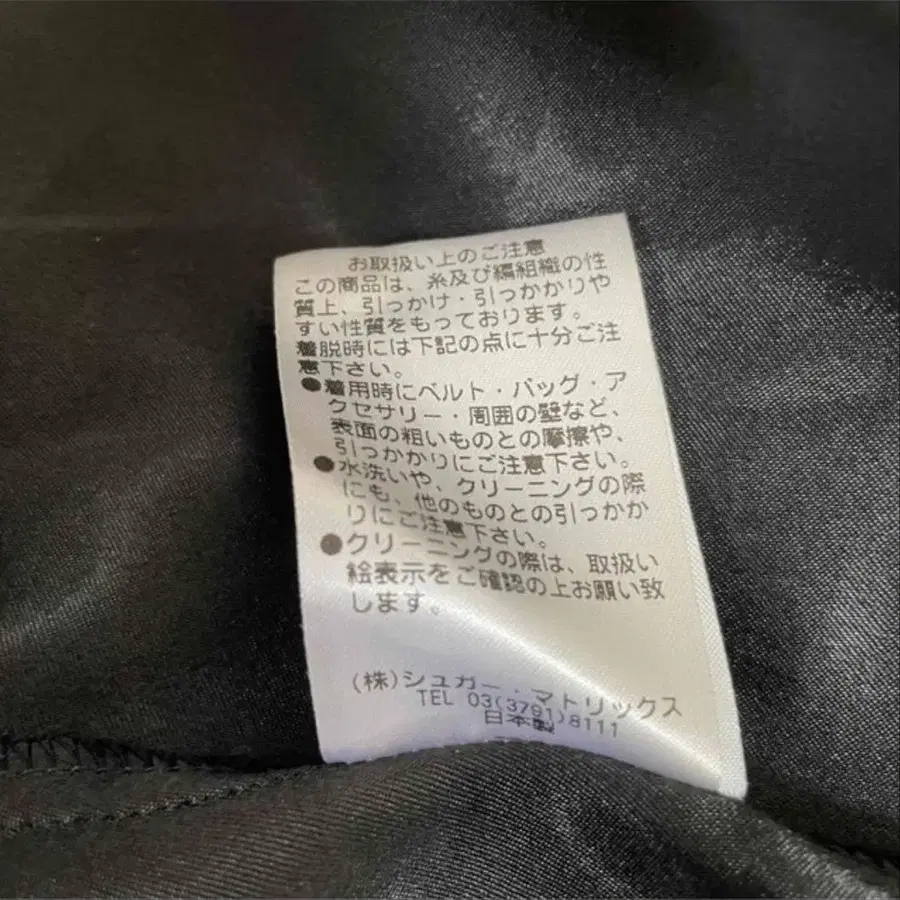 お取扱い上のご注意
この商品は、糸及び編組織の性
質上、引っかけ・引っかかりや
すい性質をもっております。
着脱時には下記の点に十分ご注
意下さい。
●着用時にベルト・バッグ・ア
クセサリー・周囲の壁など、
表面の粗いものとの摩擦や、
引っかかりにご注意下さい。
●水洗いや、クリーニングの際
にも、他のものとの引っかか
りにご注意下さい。
●クリーニングの際は、取扱い
絵表示をご確認の上お願い致
します。
(株)シュガー・マトリックス
TEL 03(3791)8111
日本製